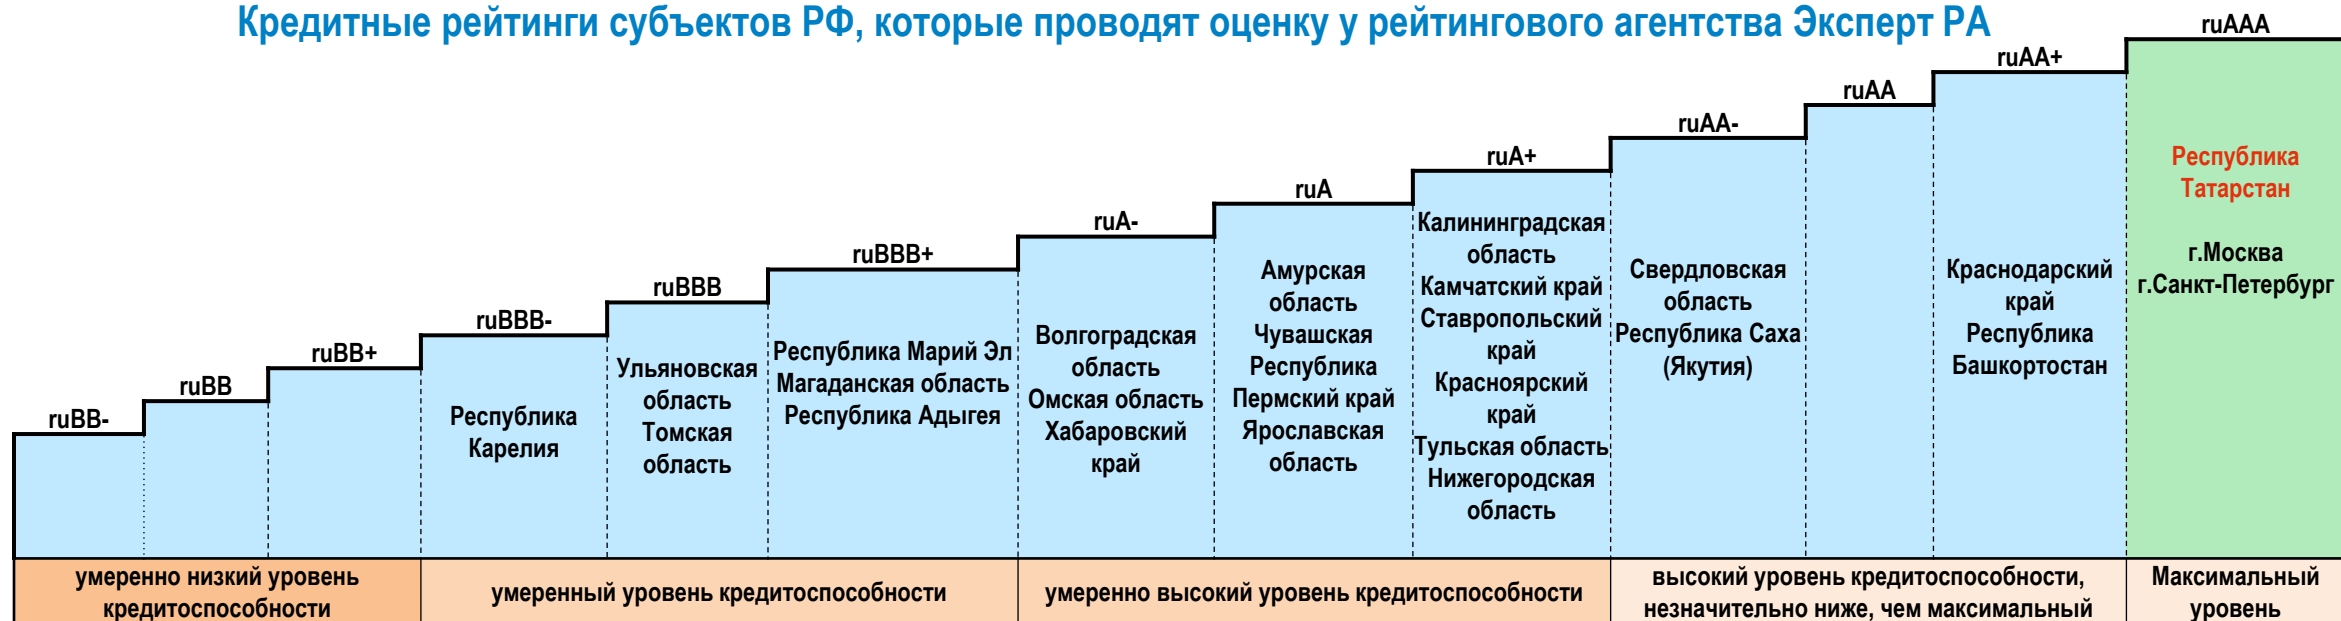 Кредитные рейтинги субъектов РФ, которые проводят оценку у рейтингового агентства Эксперт РА
ruBB-
ruBB
ruBB+
ruBBB-
Республика
Карелия
ruBBB
Ульяновская
область
Томская
область
ruBBB+
Республика Марий Эл
Магаданская область
Республика Адыгея
ruA-
Волгоградская
область
Омская область
Хабаровский
край
ruA
Амурская
область
Чувашская
Республика
Пермский край
Ярославская
область
ruA+
Калининградская
область
Камчатский край
Ставропольский
край
Красноярский
край
Тульская область
Нижегородская
область
ruAA-
Свердловская
область
Республика Саха
(Якутия)
ruAA
ruAA+
Краснодарский
край
Республика
Башкортостан
ruAAA
Республика
Татарстан
г.Москва
г.Санкт-Петербург
умеренно низкий уровень
кредитоспособности
умеренный уровень кредитоспособности
умеренно высокий уровень кредитоспособности
высокий уровень кредитоспособности,
незначительно ниже, чем максимальный
Максимальный
уровень